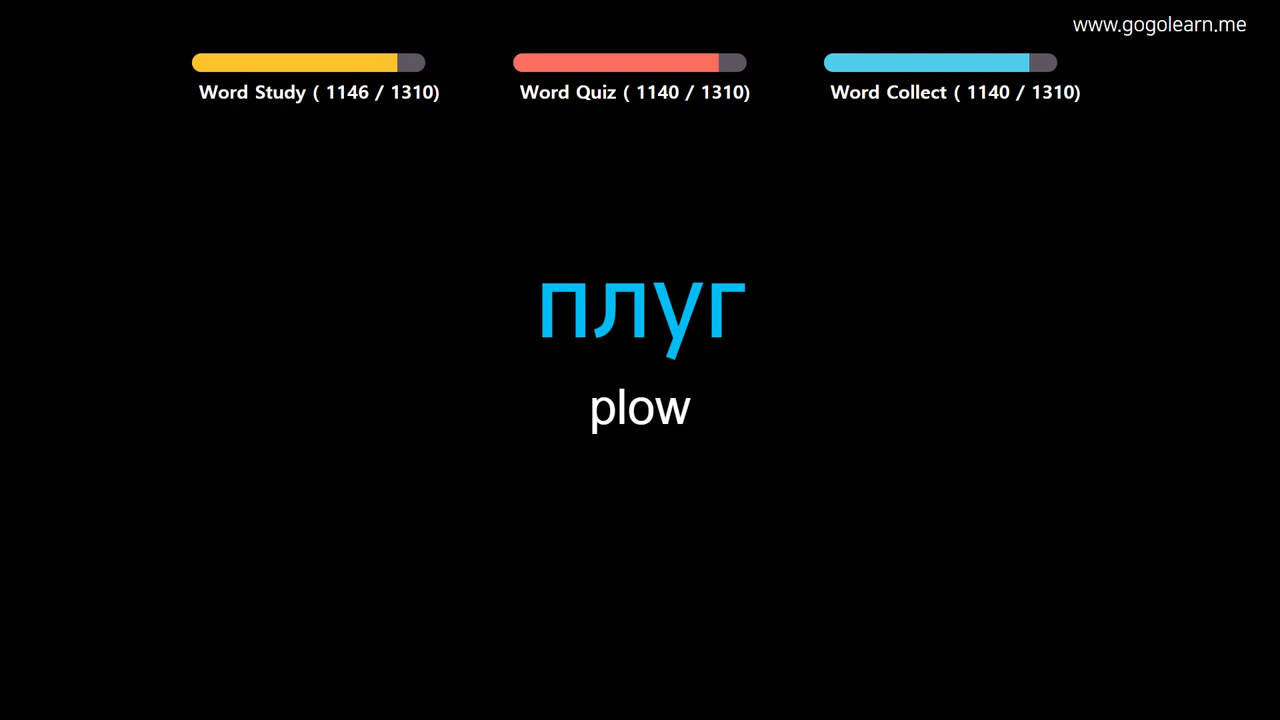 www.gogolearn.me
Word Study ( 1146 / 1310)
Word Quiz ( 1140 / 1310)
Word Collect ( 1140 / 1310)
плуг
plow